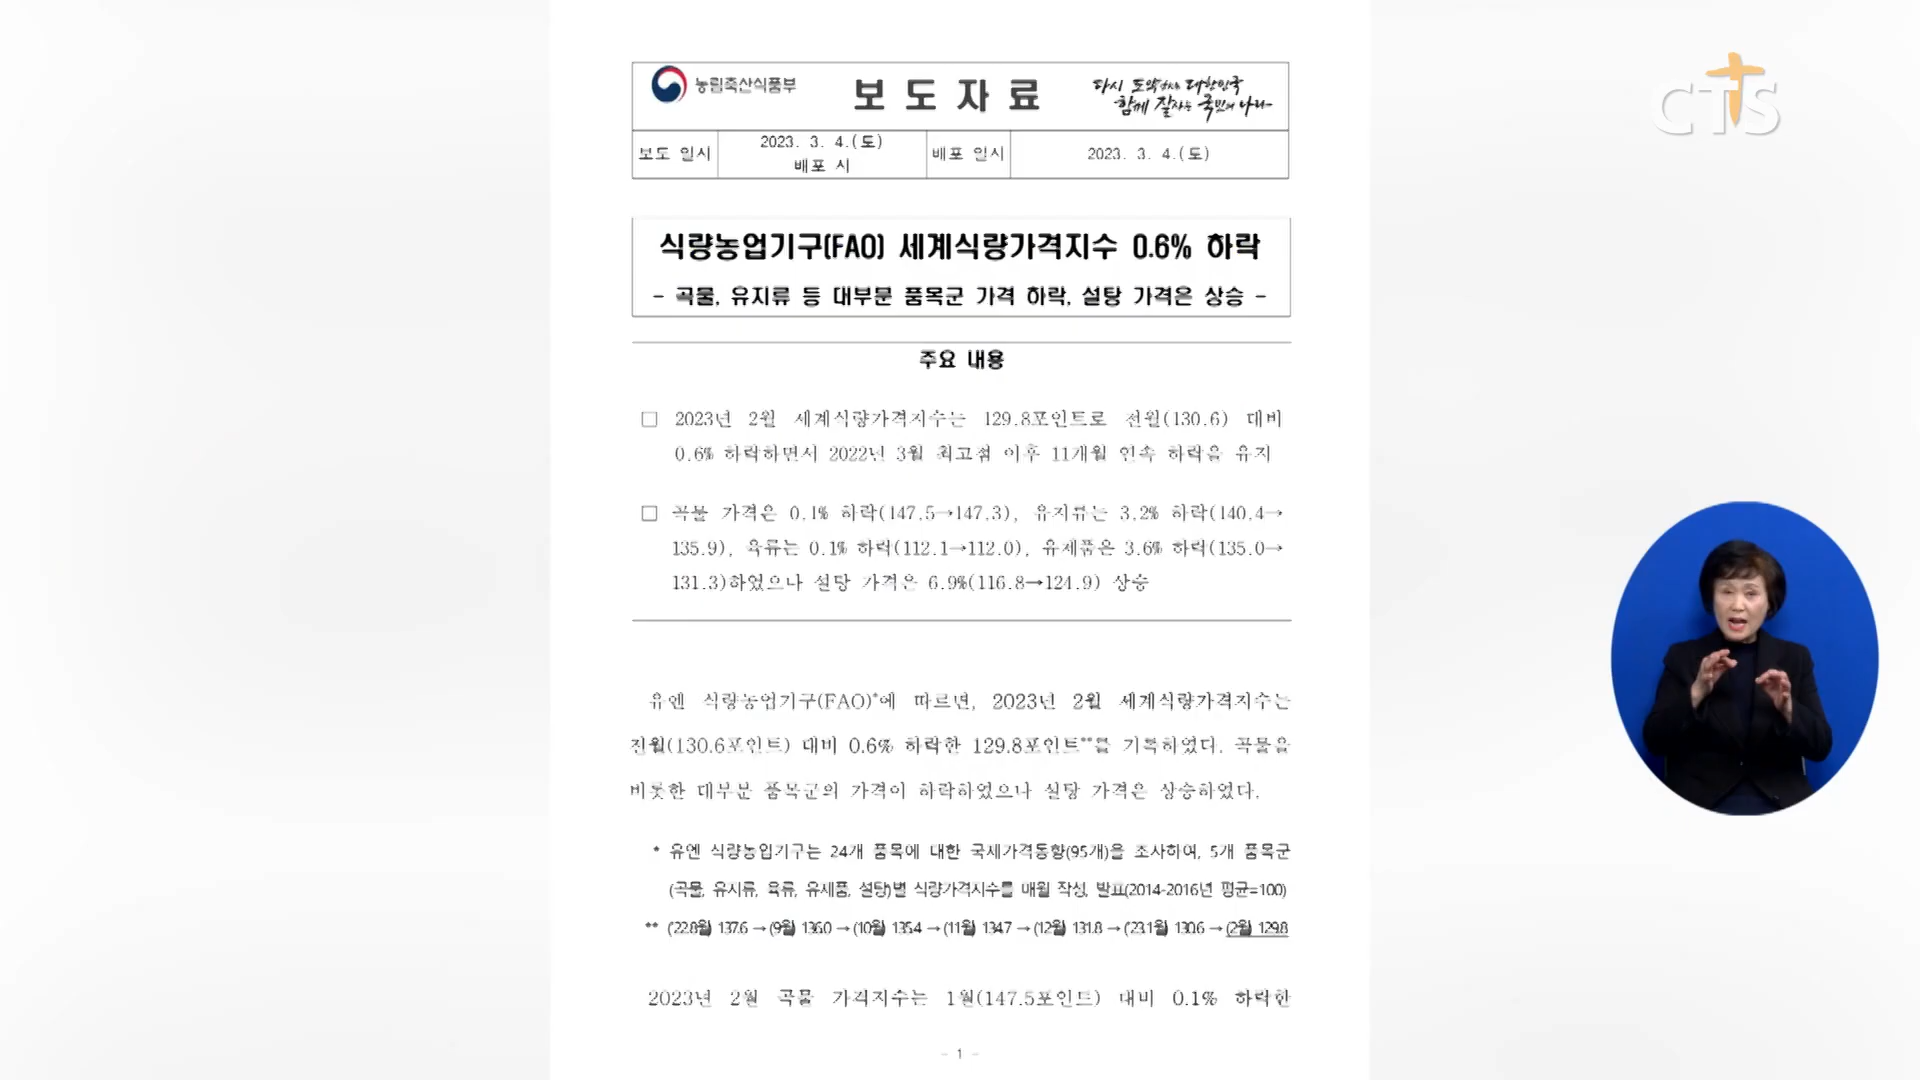 농림축산식품부
보도자료
다시 도약하는 대한민국
함께 잘사는 국민의 나라
CTS
보도 일시
2023. 3. 4.(토)
배포 시
배포 일시
2023. 3. 4.(토)
식량농업기구(FAO) 세계식량가격지수 0.6% 하락
- 곡물, 유지류 등 대부분 품목군 가격 하락, 설탕 가격은 상승 -
주요 내용
□ 2023년 2월 세계식량가격지수는 129.8포인트로 전월(130.6) 대비
0.6% 하락하면서 2022년 3월 최고점 이후 11개월 연속 하락을 유지
□ 곡물 가격은 0.1% 하락(147.5→147.3), 유지류는 3.2% 하락(140.4→
135.9), 육류는 0.1% 하락(112.1→112.0), 유제품은 3.6% 하락(135.0→
131.3)하였으나 설탕 가격은 6.9%(116.8→124.9) 상승
유엔 식량농업기구(FAO)*에 따르면, 2023년 2월 세계식량가격지수는
전월(130.6포인트) 대비 0.6% 하락한 129.8포인트**를 기록하였다. 곡물을
비롯한 대부분 품목군의 가격이 하락하였으나 설탕 가격은 상승하였다.
* 유엔 식량농업기구는 24개 품목에 대한 국제가격동향(95개)을 조사하여, 5개 품목군
(곡물, 유지류, 육류, 유제품, 설탕)별 식량가격지수를 매월 작성, 발표(2014-2016년 평균=100)
** ('22.8월) 137.6 → (9월) 136.0 → (10월) 135.4 → (11월) 134.7 → (12월) 131.8 → ('23.1월) 130.6 → (2월) 129.8
2023년 2월 곡물 가격지수는 1월(147.5포인트) 대비 0.1% 하락한
- 1 -